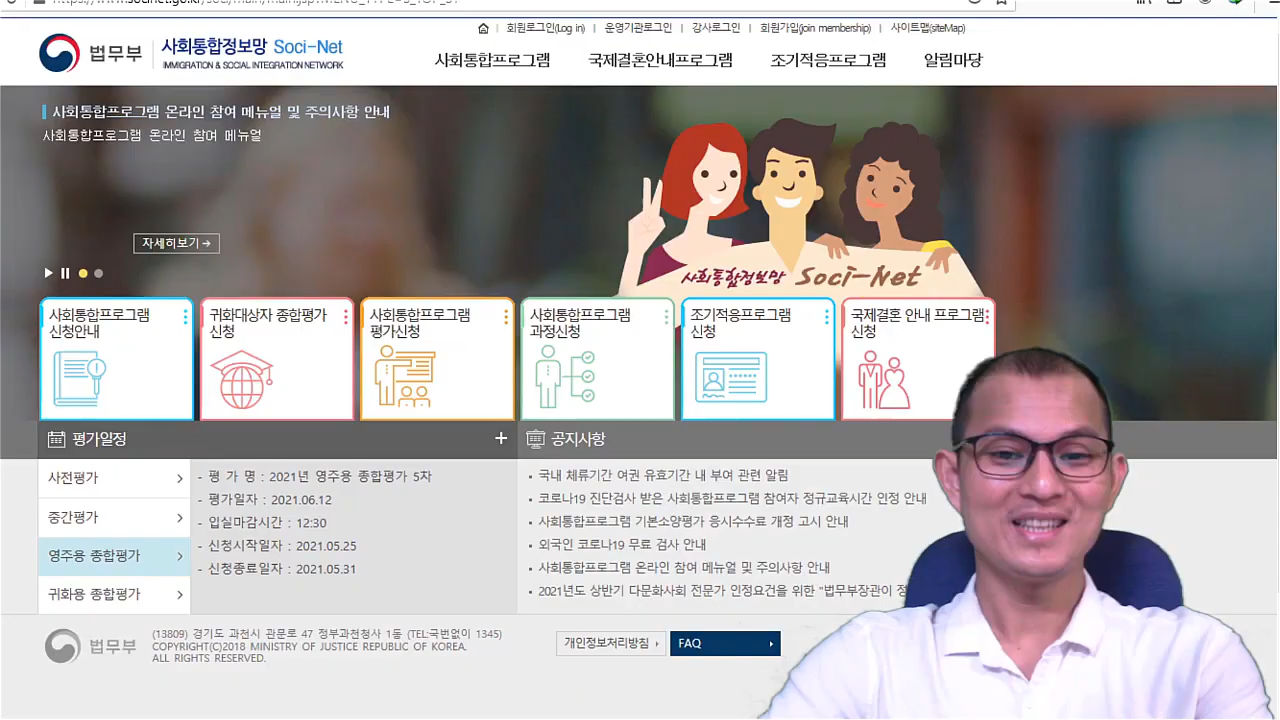 회원로그인(Log in) | 운영기관로그인 | 강사로그인 | 회원가입(join membership) | 사이트맵(siteMap)
법무부
사회통합정보망 Soci-Net
IMMIGRATION & SOCIAL INTEGRATION NETWORK
사회통합프로그램 국제결혼안내프로그램 조기적응프로그램 알림마당
사회통합프로그램 온라인 참여 메뉴얼 및 주의사항 안내
사회통합프로그램 온라인 참여 메뉴얼
자세히보기→
사회통합정보망 Soci-Net
사회통합프로그램
신청안내
귀화대상자 종합평가
신청
사회통합프로그램
평가신청
사회통합프로그램
과정신청
조기적응프로그램
신청
국제결혼 안내 프로그램
신청
평가일정 +
사전평가
중간평가
영주용 종합평가
귀화용 종합평가
- 평 가 명 : 2021년 영주용 종합평가 5차
- 평가일자 : 2021.06.12
- 입실마감시간 : 12:30
- 신청시작일자 : 2021.05.25
- 신청종료일자 : 2021.05.31
공지사항
국내 체류기간 여권 유효기간 내 부여 관련 알림
코로나19 진단검사 받은 사회통합프로그램 참여자 정규교육시간 인정 안내
사회통합프로그램 기본소양평가 응시수수료 개정 고시 안내
외국인 코로나19 무료 검사 안내
사회통합프로그램 온라인 참여 메뉴얼 및 주의사항 안내
2021년도 상반기 다문화사회 전문가 인정요건을 위한 "법무부장관이 정
법무부
(13809) 경기도 과천시 관문로 47 정부과천청사 1동 (TEL:국번없이 1345)
COPYRIGHT(C)2018 MINISTRY OF JUSTICE REPUBLIC OF KOREA.
ALL RIGHTS RESERVED.
개인정보처리방침
FAQ